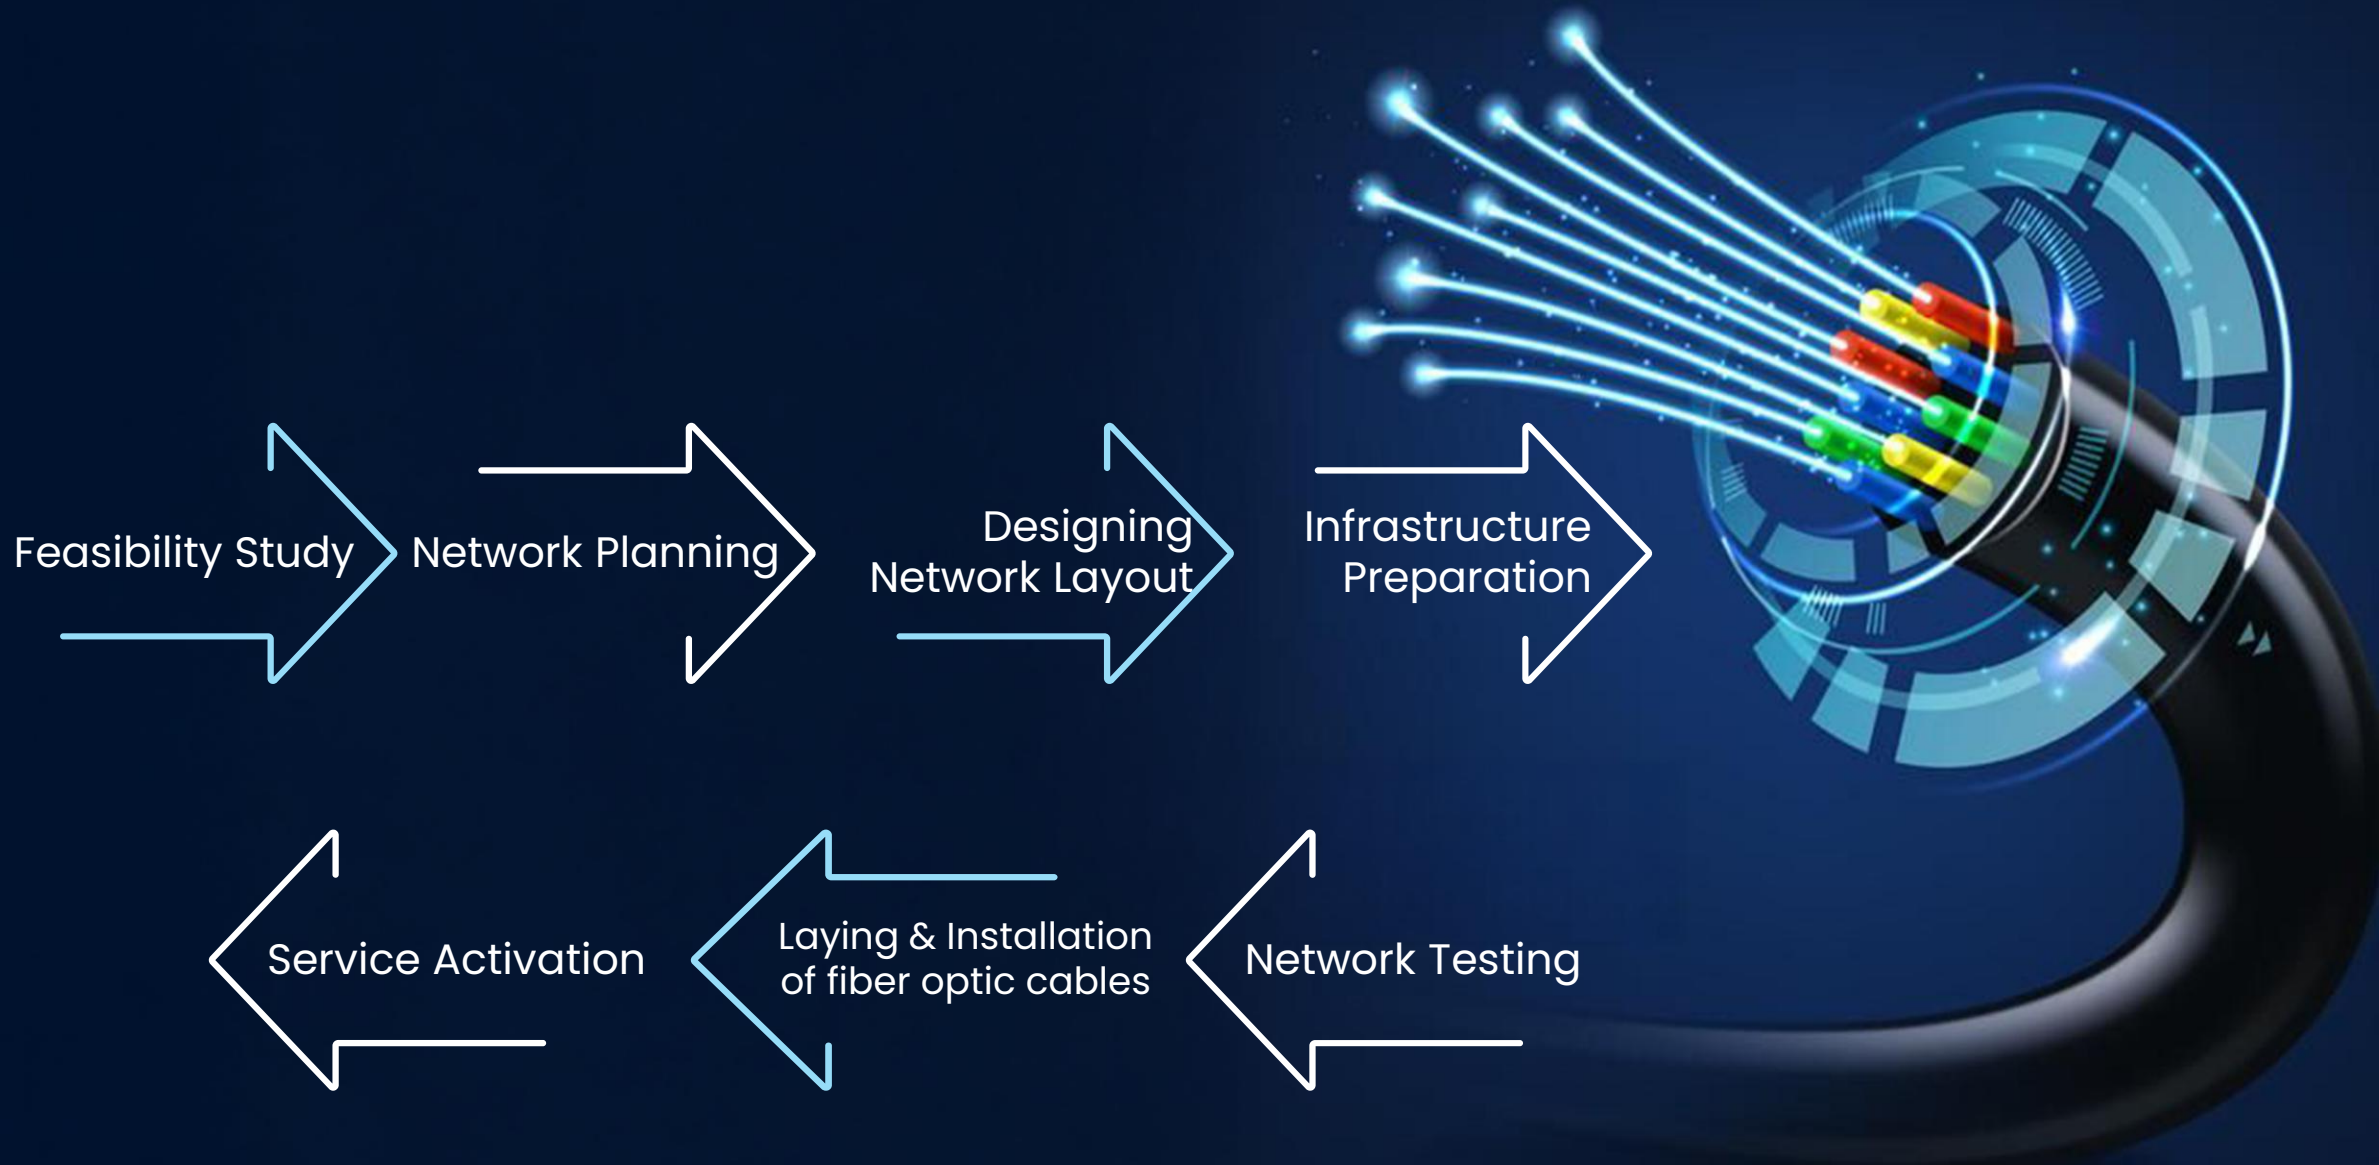 Feasibility Study
Network Planning
Designing
Network Layout
Infrastructure
Preparation
Service Activation
Laying & Installation
of fiber optic cables
Network Testing